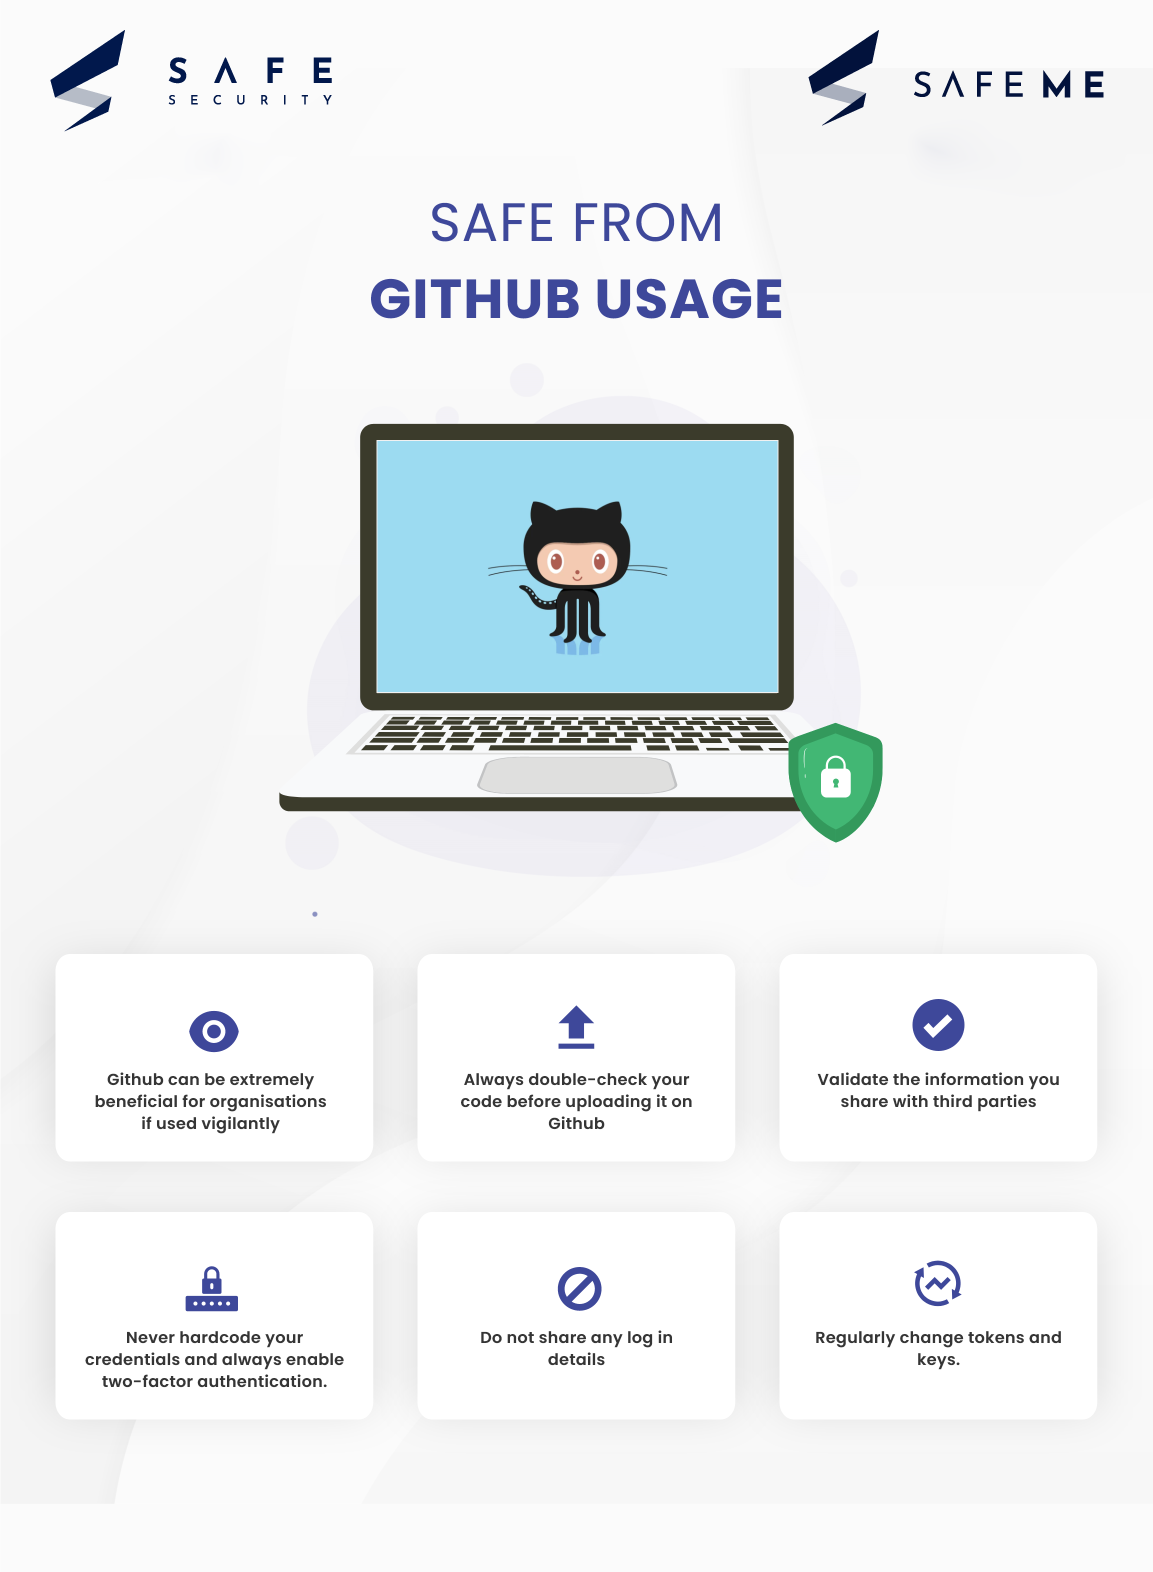 SAFE
SECURITY
SAFE ME
SAFE FROM
GITHUB USAGE
Github can be extremely
beneficial for organisations
if used vigilantly
Always double-check your
code before uploading it on
Github
Validate the information you
share with third parties
Never hardcode your
credentials and always enable
two-factor authentication.
Do not share any log in
details
Regularly change tokens and
keys.